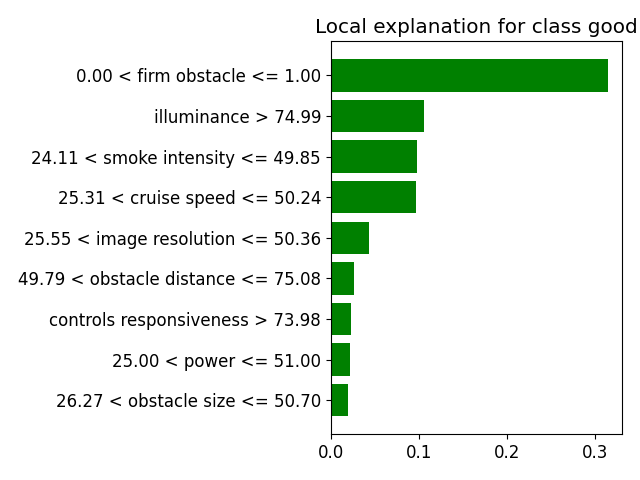 Local explanation for class good
0.00 < firm obstacle <= 1.00
illuminance > 74.99
24.11 < smoke intensity <= 49.85
25.31 < cruise speed <= 50.24
25.55 < image resolution <= 50.36
49.79 < obstacle distance <= 75.08
controls responsiveness > 73.98
25.00 < power <= 51.00
26.27 < obstacle size <= 50.70
0.0 0.1 0.2 0.3